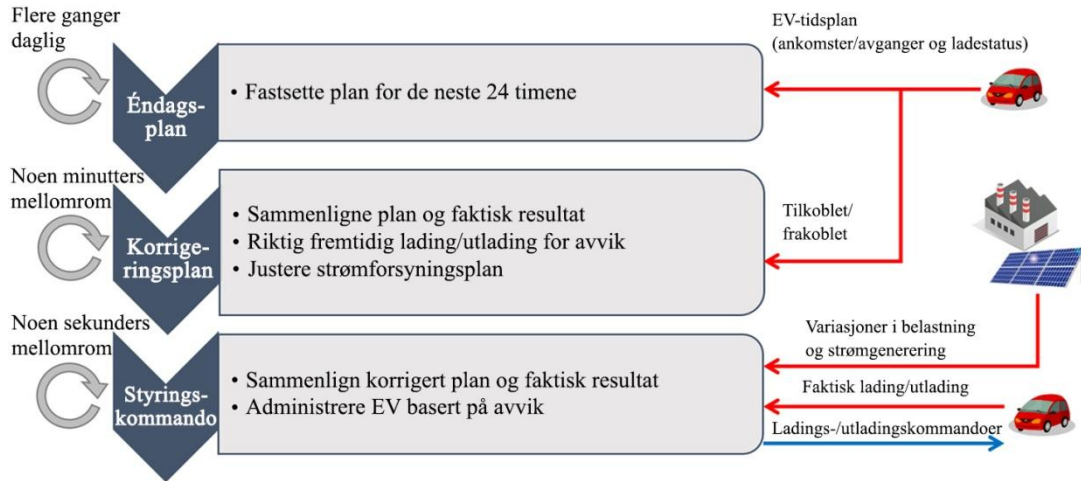 Flere ganger
daglig
Éndags-
plan
• Fastsette plan for de neste 24 timene
EV-tidsplan
(ankomster/avganger og ladestatus)
Noen minutters
mellomrom
Korrige-
ringsplan
• Sammenligne plan og faktisk resultat
• Riktig fremtidig lading/utlading for avvik
• Justere strømforsyningsplan
Tilkoblet/
frakoblet
Noen sekunders
mellomrom
Styrings-
kommando
• Sammenlign korrigert plan og faktisk resultat
• Administrere EV basert på avvik
Variasjoner i belastning
og strømgenerering
Faktisk lading/utlading
Ladings-/utladingskommandoer